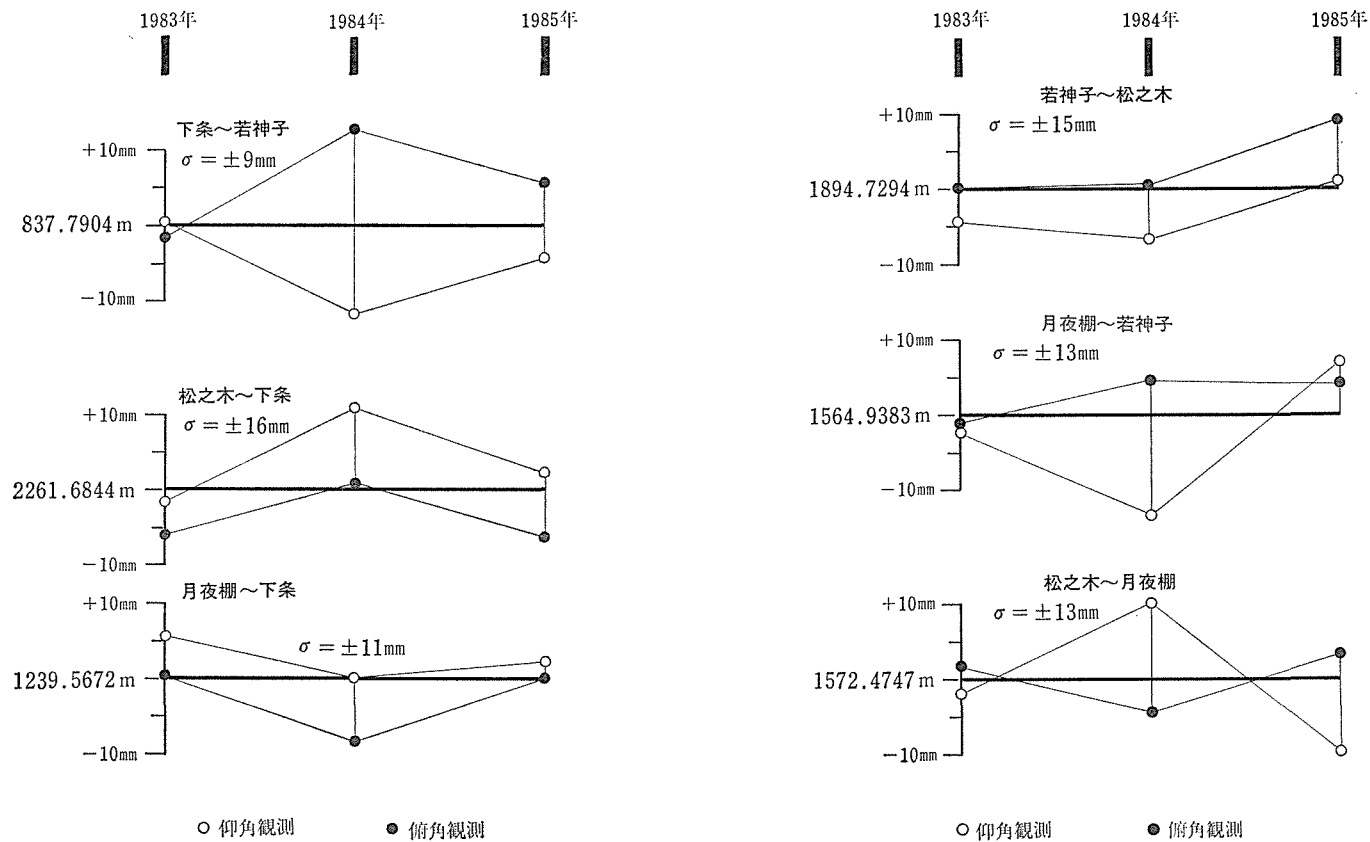 1983年 1984年 1985年
下条～若神子
+10mm
σ = ±9mm
837.7904 m
−10mm
松之木～下条
+10mm
σ = ±16mm
2261.6844 m
−10mm
月夜棚～下条
+10mm
σ = ±11mm
1239.5672 m
−10mm
○ 仰角観測 ● 俯角観測
1983年 1984年 1985年
若神子～松之木
+10mm
σ = ±15mm
1894.7294 m
−10mm
月夜棚～若神子
+10mm
σ = ±13mm
1564.9383 m
−10mm
松之木～月夜棚
+10mm
σ = ±13mm
1572.4747 m
−10mm
○ 仰角観測 ● 俯角観測